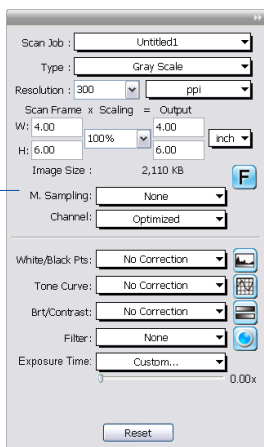 Scan Job : Untitled1
Type : Gray Scale
Resolution : 300 ppi
Scan Frame x Scaling = Output
W: 4.00 100% 4.00 inch
H: 6.00 6.00
Image Size : 2,110 KB
F
M. Sampling: None
Channel: Optimized
White/Black Pts: No Correction
Tone Curve: No Correction
Brt/Contrast: No Correction
Filter: None
Exposure Time: Custom...
0.00x
Reset